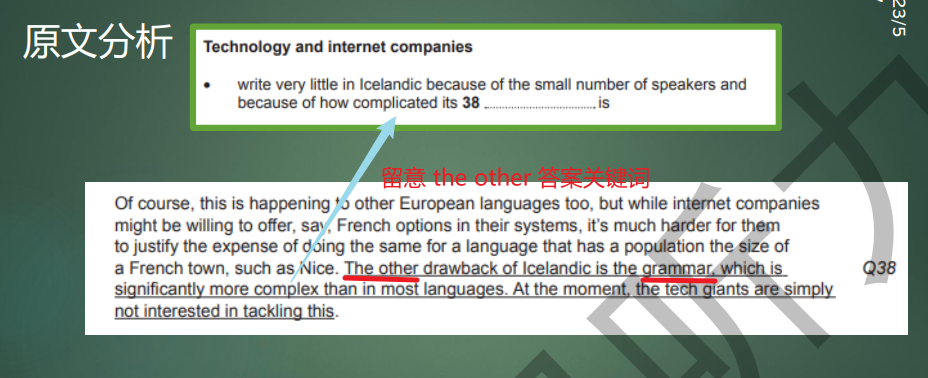 原文分析
23/5
Technology and internet companies
• write very little in Icelandic because of the small number of speakers and
because of how complicated its 38 .................................. is
留意 the other 答案关键词
Of course, this is happening to other European languages too, but while internet companies
might be willing to offer, say, French options in their systems, it's much harder for them
to justify the expense of doing the same for a language that has a population the size of
a French town, such as Nice. The other drawback of Icelandic is the grammar, which is
significantly more complex than in most languages. At the moment, the tech giants are simply
not interested in tackling this.
Q38
听力